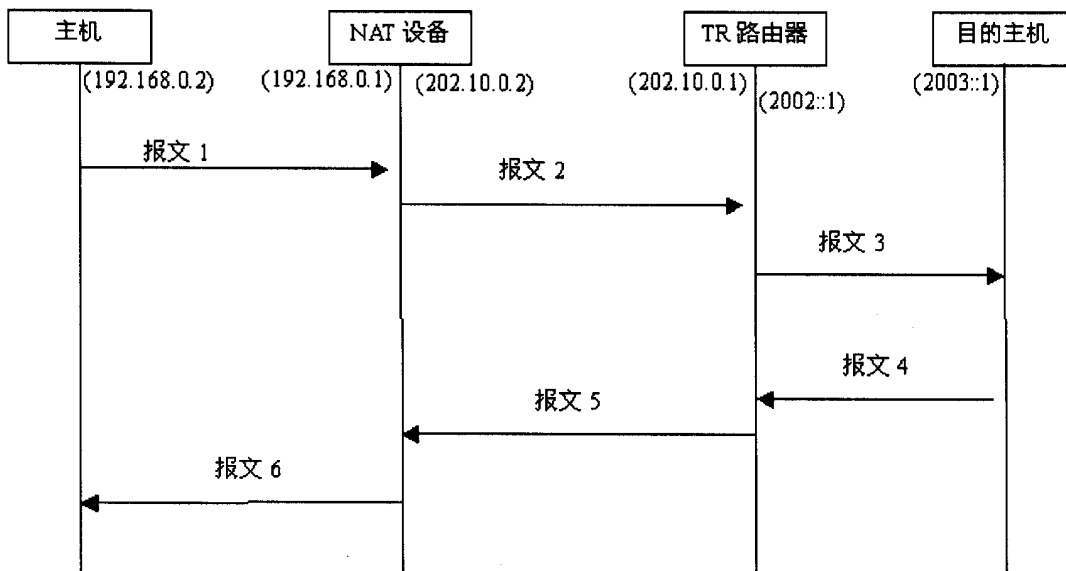 主机
NAT 设备
TR 路由器
目的主机
(192.168.0.2)
(192.168.0.1)
(202.10.0.2)
(202.10.0.1)
(2002::1)
(2003::1)
报文 1
报文 2
报文 3
报文 4
报文 5
报文 6